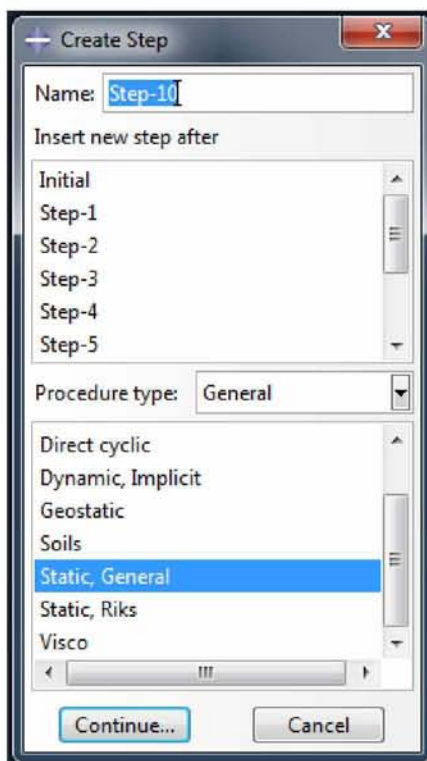 Create Step
Name: Step-10
Insert new step after
Initial
Step-1
Step-2
Step-3
Step-4
Step-5
Procedure type: General
Direct cyclic
Dynamic, Implicit
Geostatic
Soils
Static, General
Static, Riks
Visco
Continue... Cancel